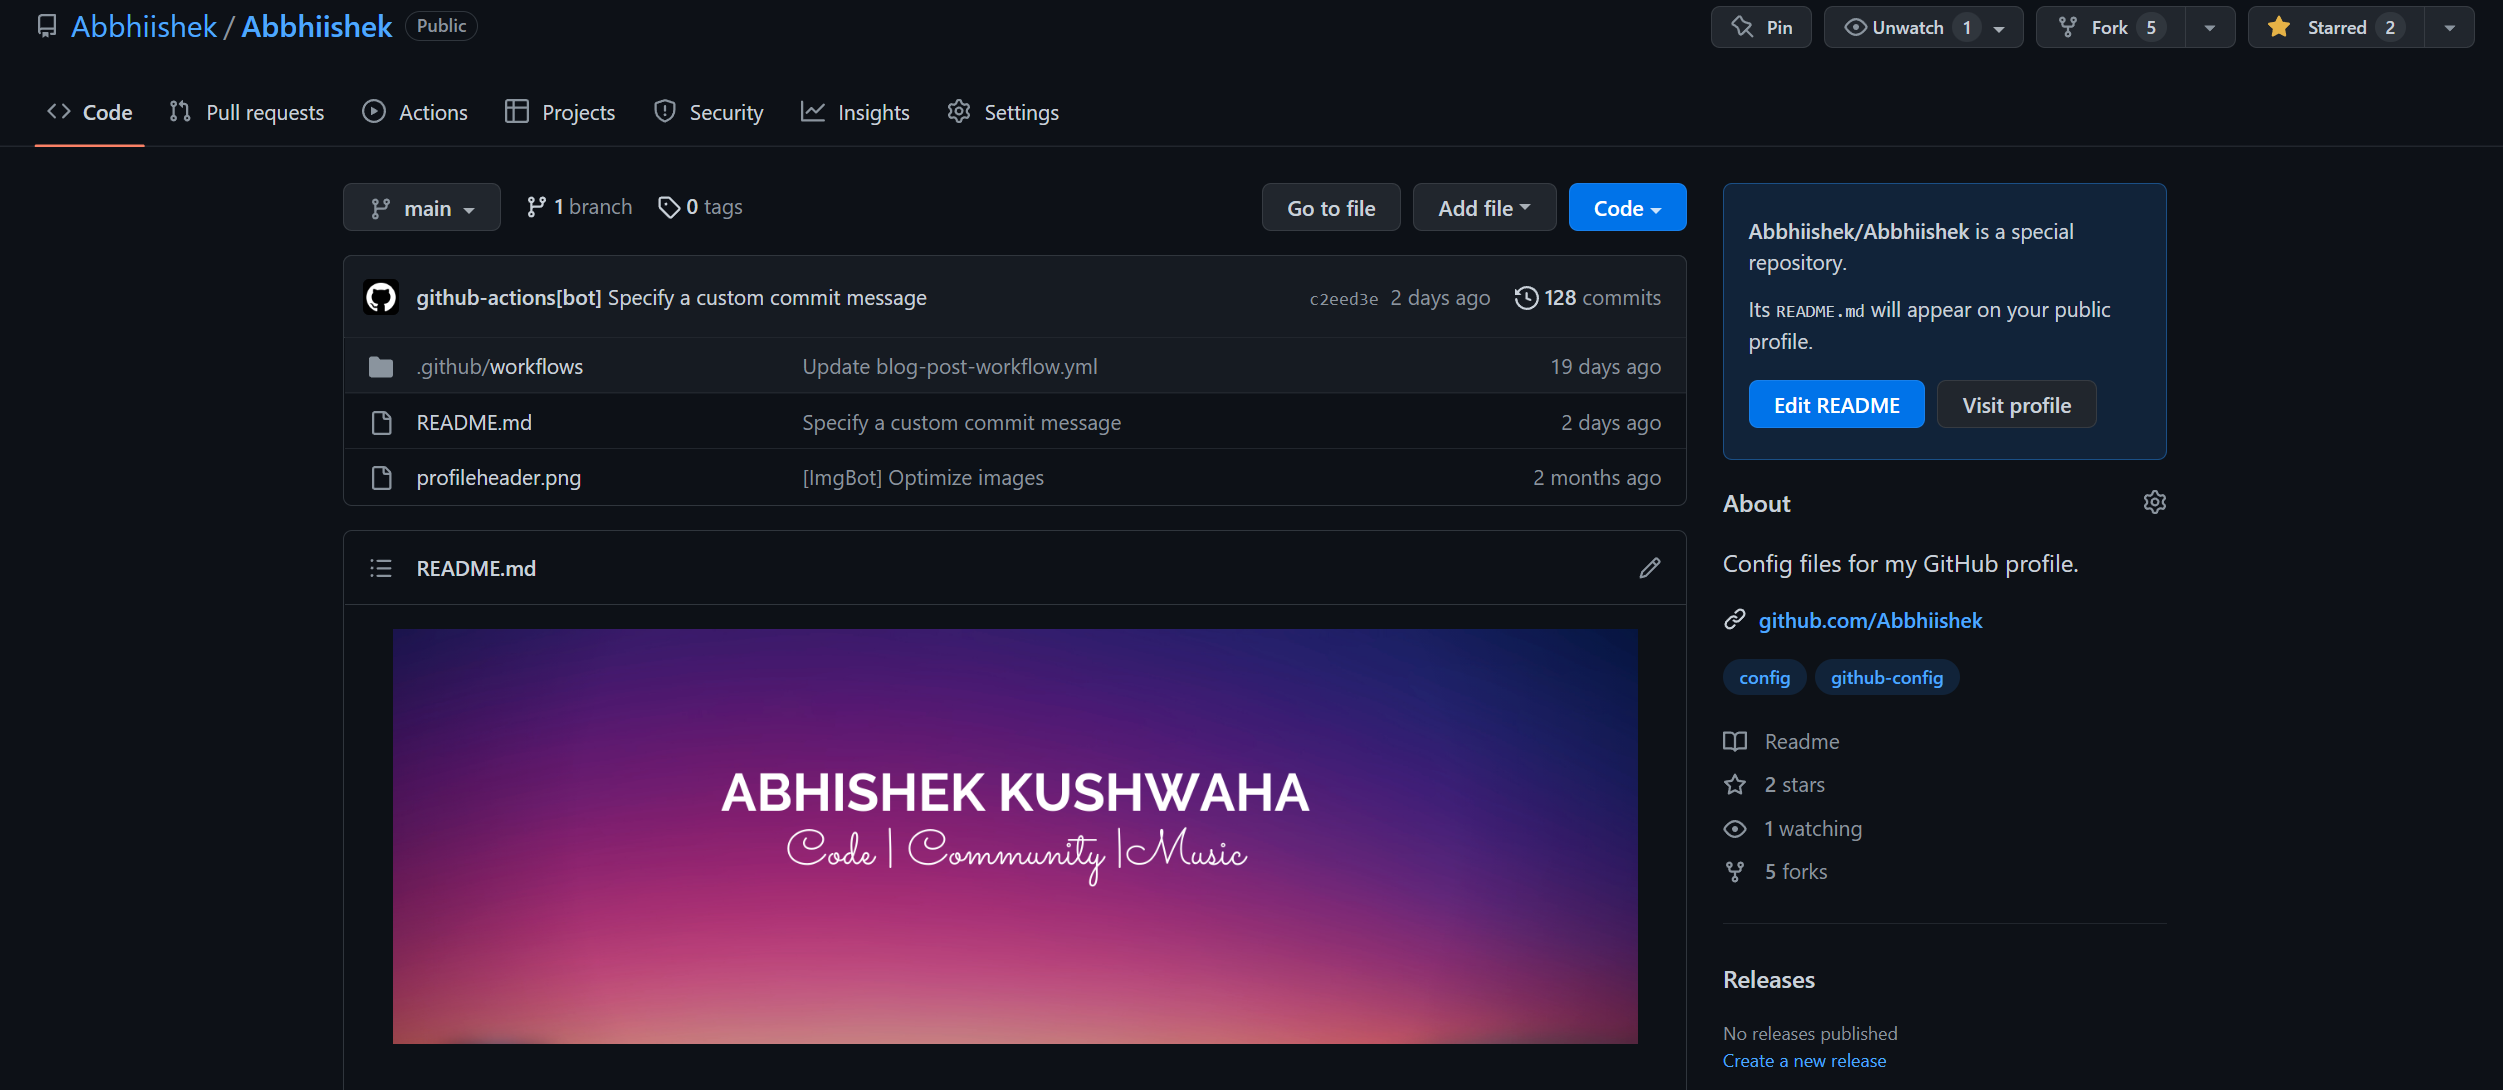 Abbhiishek / Abbhiishek Public
Pin
Unwatch 1
Fork 5
Starred 2
Code
Pull requests
Actions
Projects
Security
Insights
Settings
main
1 branch
0 tags
Go to file
Add file
Code
github-actions[bot] Specify a custom commit message
c2eed3e 2 days ago
128 commits
.github/workflows
Update blog-post-workflow.yml
19 days ago
README.md
Specify a custom commit message
2 days ago
profileheader.png
[ImgBot] Optimize images
2 months ago
README.md
ABHISHEK KUSHWAHA
Code | Community | Music
Abbhiishek/Abbhiishek is a special
repository.
Its README.md will appear on your public
profile.
Edit README
Visit profile
About
Config files for my GitHub profile.
github.com/Abbhiishek
config
github-config
Readme
2 stars
1 watching
5 forks
Releases
No releases published
Create a new release